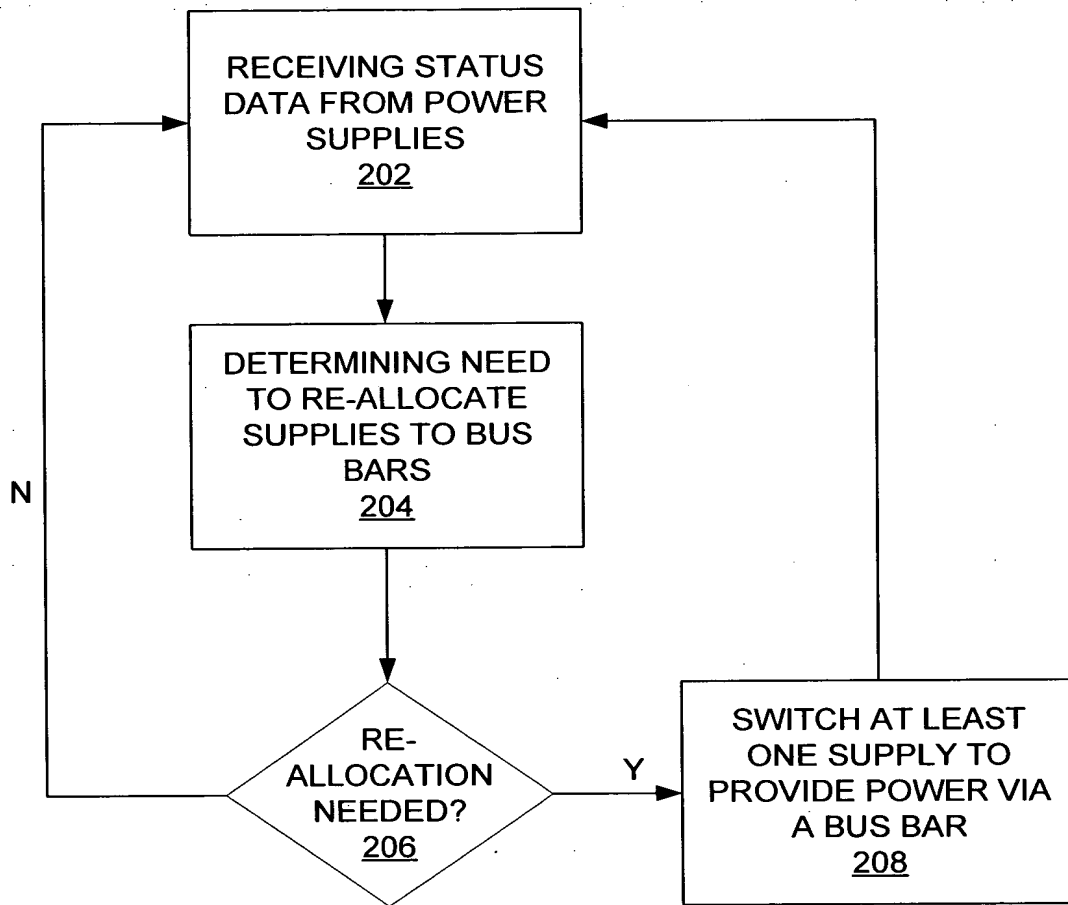 RECEIVING STATUS
DATA FROM POWER
SUPPLIES
202
DETERMINING NEED
TO RE-ALLOCATE
SUPPLIES TO BUS
BARS
204
N
RE-
ALLOCATION
NEEDED?
206
Y
SWITCH AT LEAST
ONE SUPPLY TO
PROVIDE POWER VIA
A BUS BAR
208